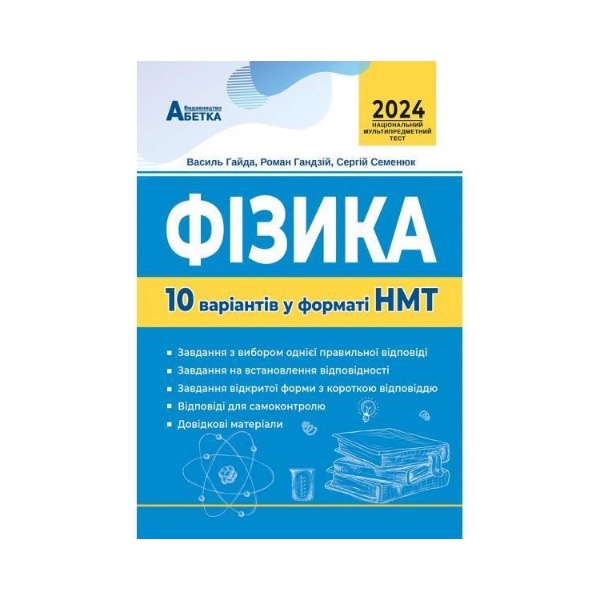 Видавництво
АБЕТКА
2024
НАЦІОНАЛЬНИЙ
МУЛЬТИПРЕДМЕТНИЙ
ТЕСТ
Василь Гайда, Роман Гандзій, Сергій Семенюк
ФІЗИКА
10 варіантів у форматі НМТ
▪ Завдання з вибором однієї правильної відповіді
▪ Завдання на встановлення відповідності
▪ Завдання відкритої форми з короткою відповіддю
▪ Відповіді для самоконтролю
▪ Довідкові матеріали